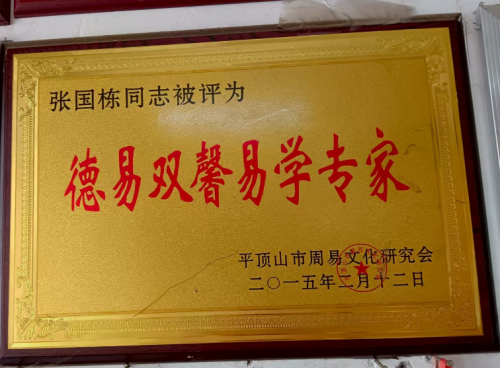 张国栋同志被评为
德易双馨易学专家
平顶山市周易文化研究会
二〇一五年二月十二日